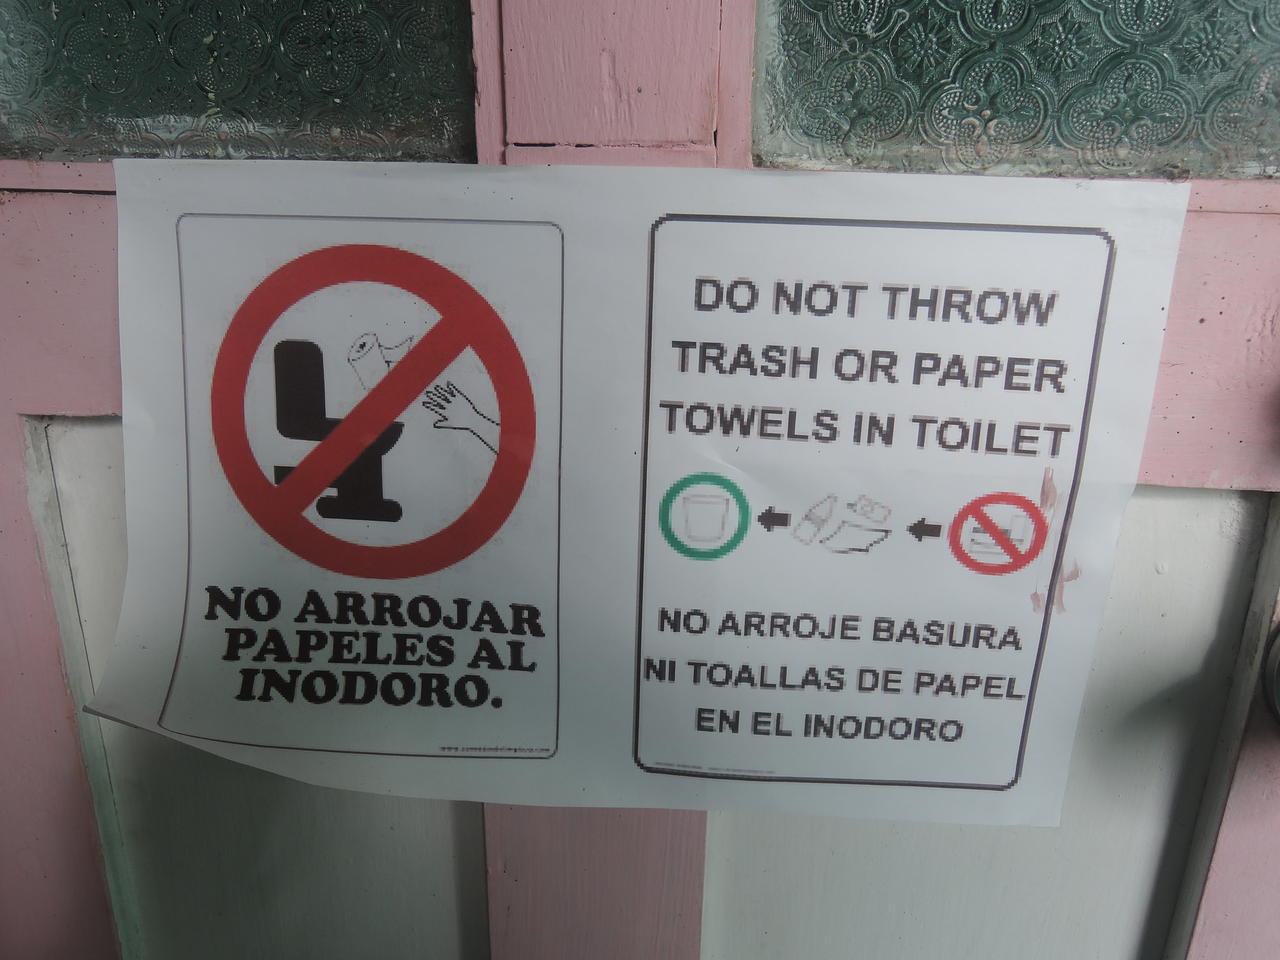 NO ARROJAR
PAPELES AL
INODORO.
DO NOT THROW
TRASH OR PAPER
TOWELS IN TOILET
NO ARROJE BASURA
NI TOALLAS DE PAPEL
EN EL INODORO